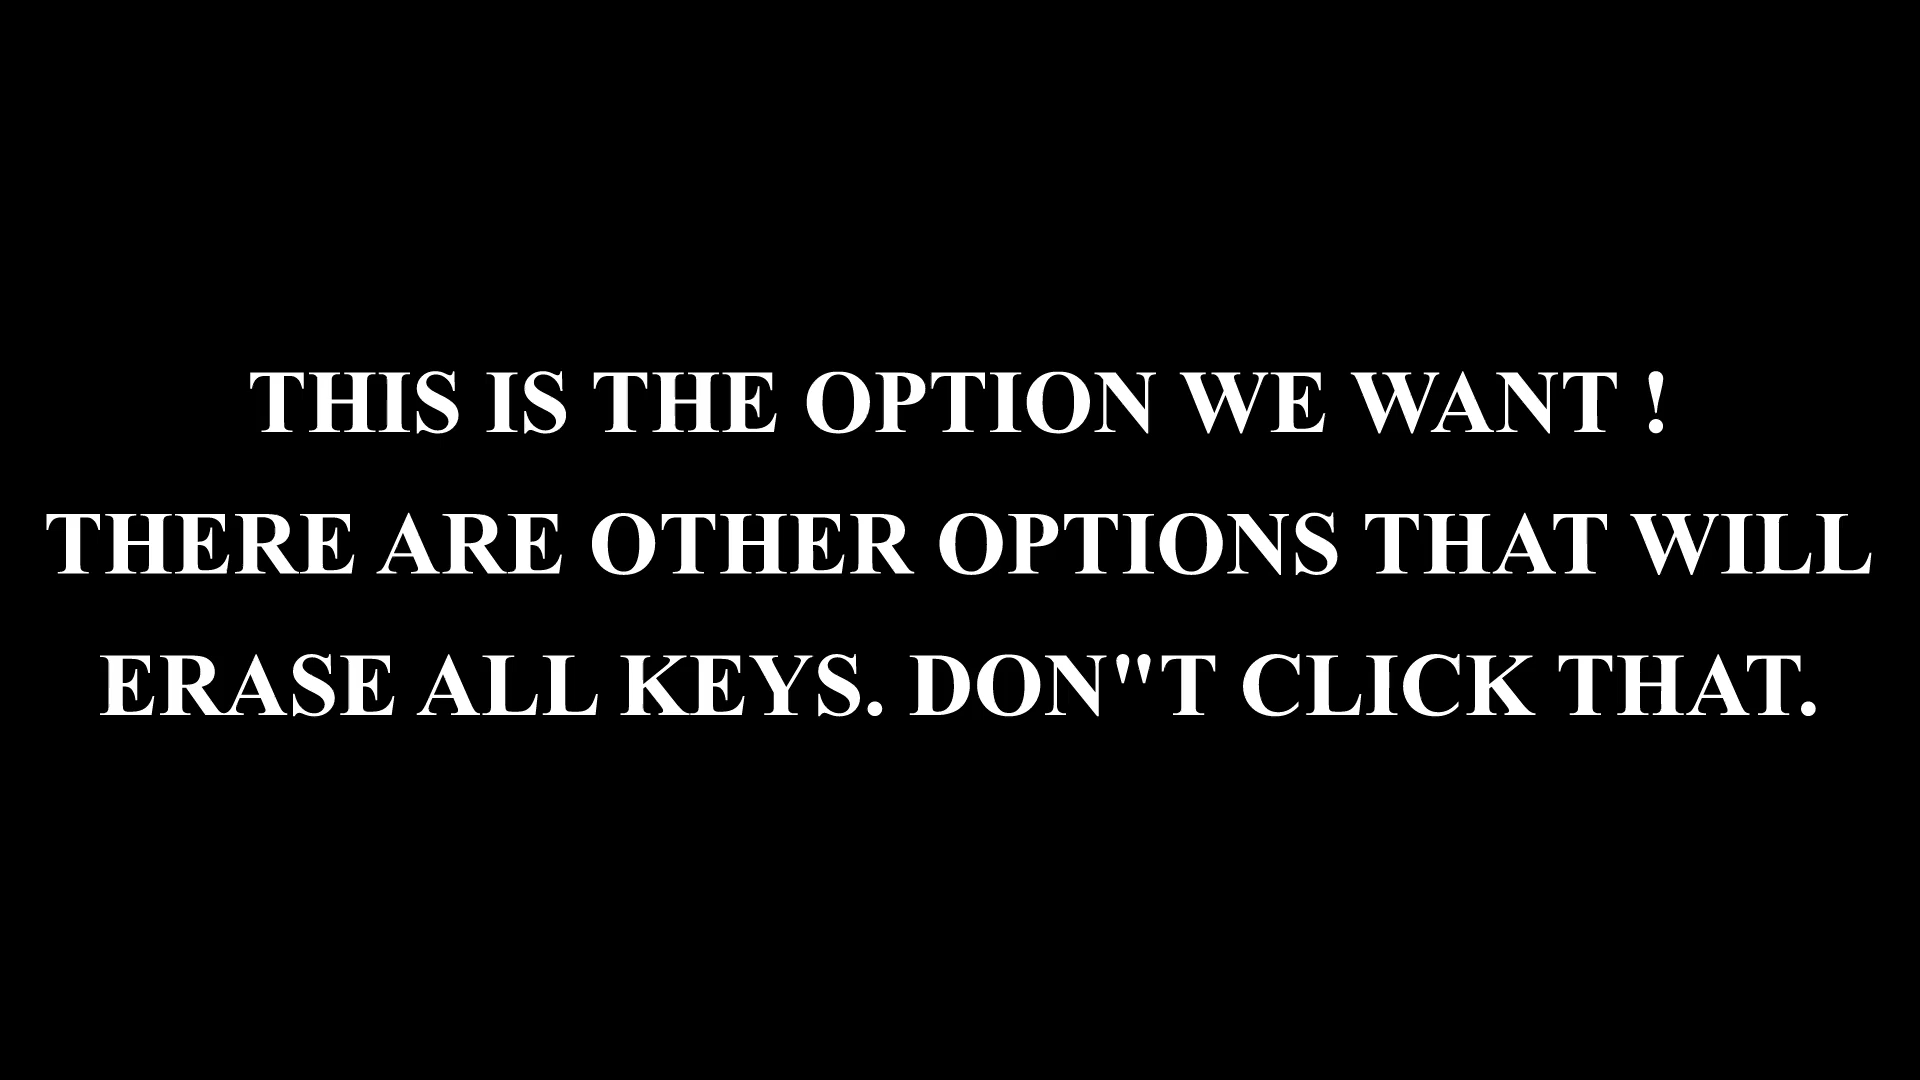 THIS IS THE OPTION WE WANT !
THERE ARE OTHER OPTIONS THAT WILL
ERASE ALL KEYS. DON"T CLICK THAT.